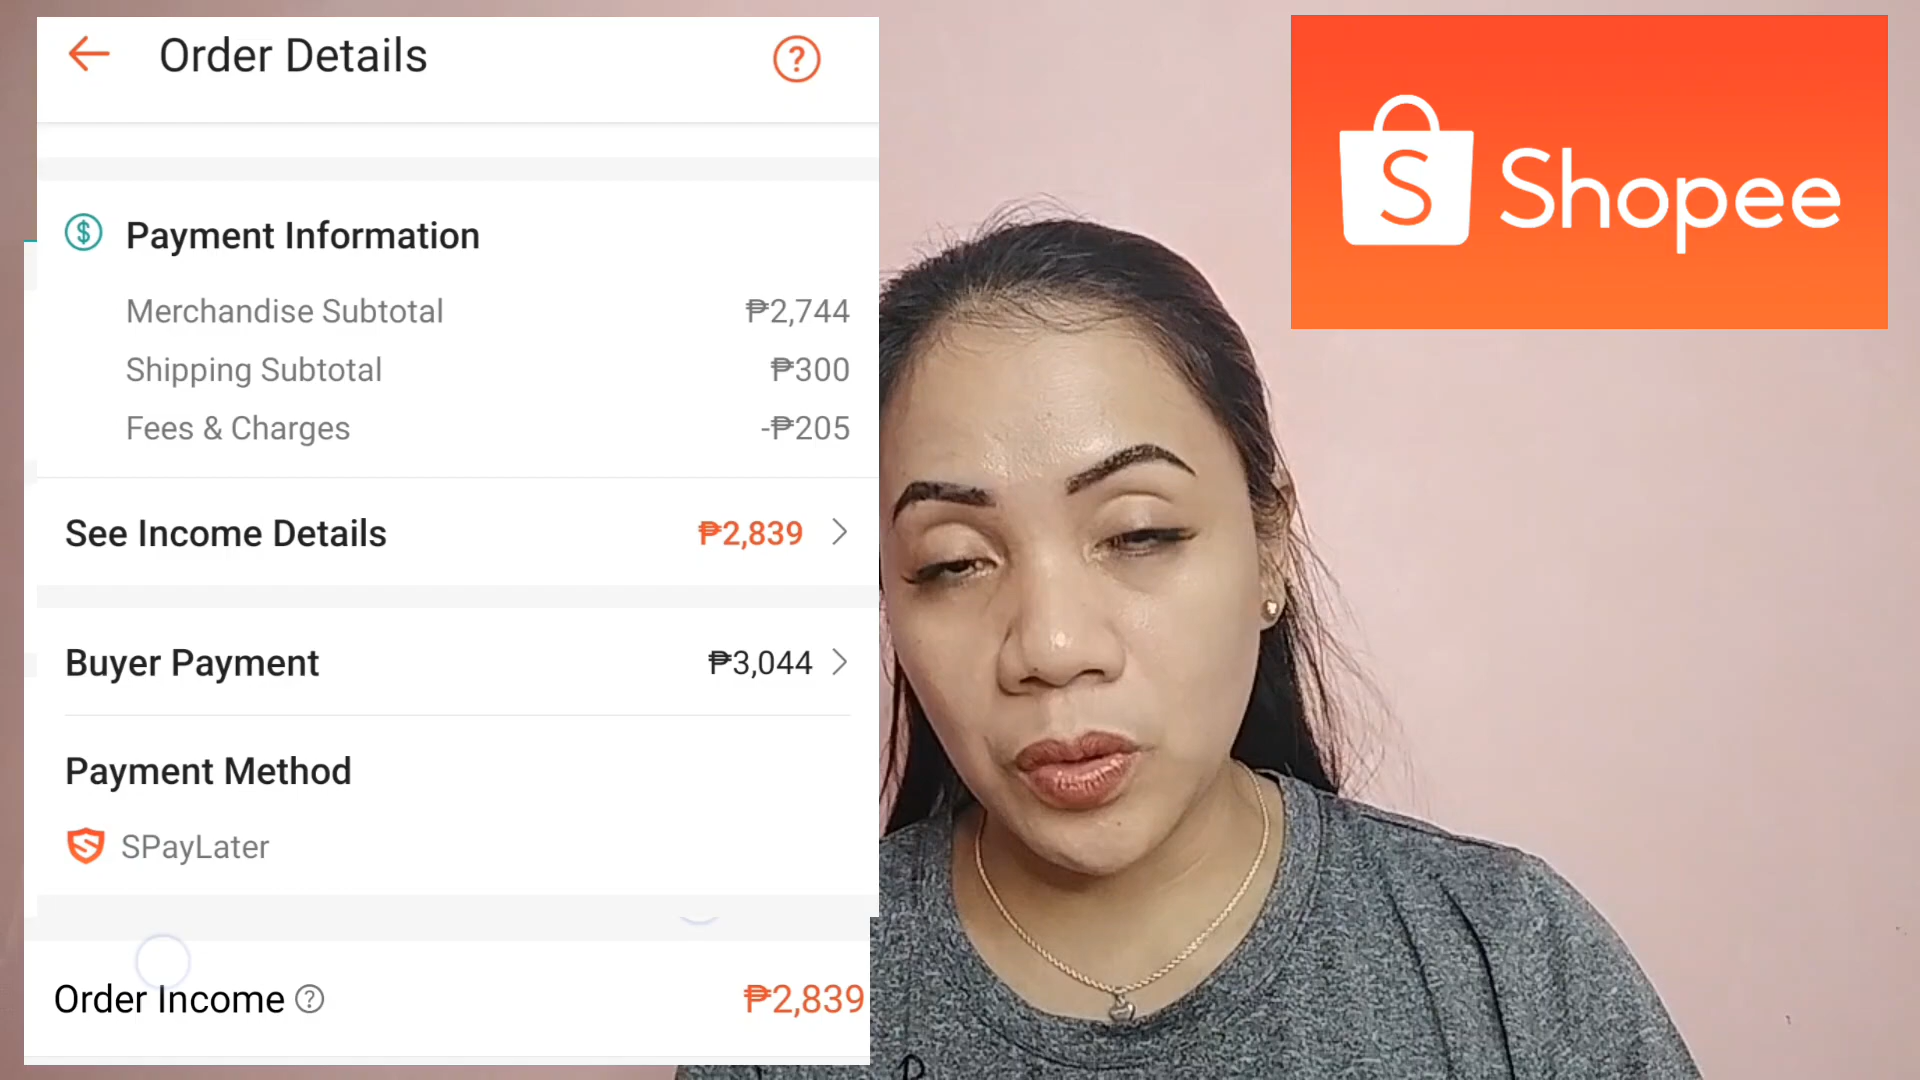 Order Details
?
$ Payment Information
Merchandise Subtotal ₱2,744
Shipping Subtotal ₱300
Fees & Charges -₱205
See Income Details ₱2,839
Buyer Payment ₱3,044
Payment Method
S SPayLater
Order Income ? ₱2,839
S Shopee